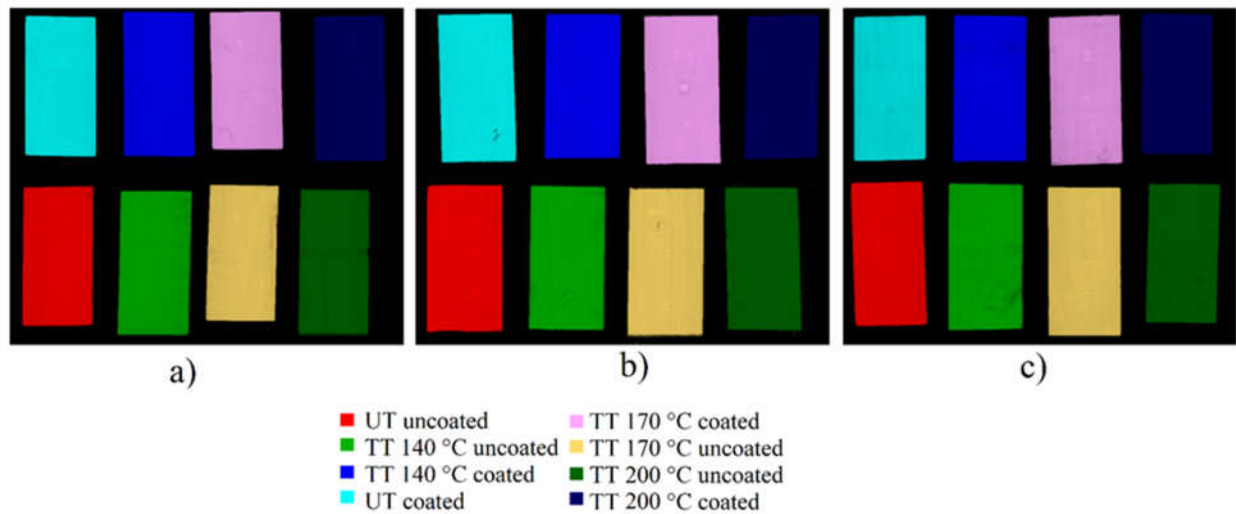 a)
b)
c)
UT uncoated
TT 140 °C uncoated
TT 140 °C coated
UT coated
TT 170 °C coated
TT 170 °C uncoated
TT 200 °C uncoated
TT 200 °C coated